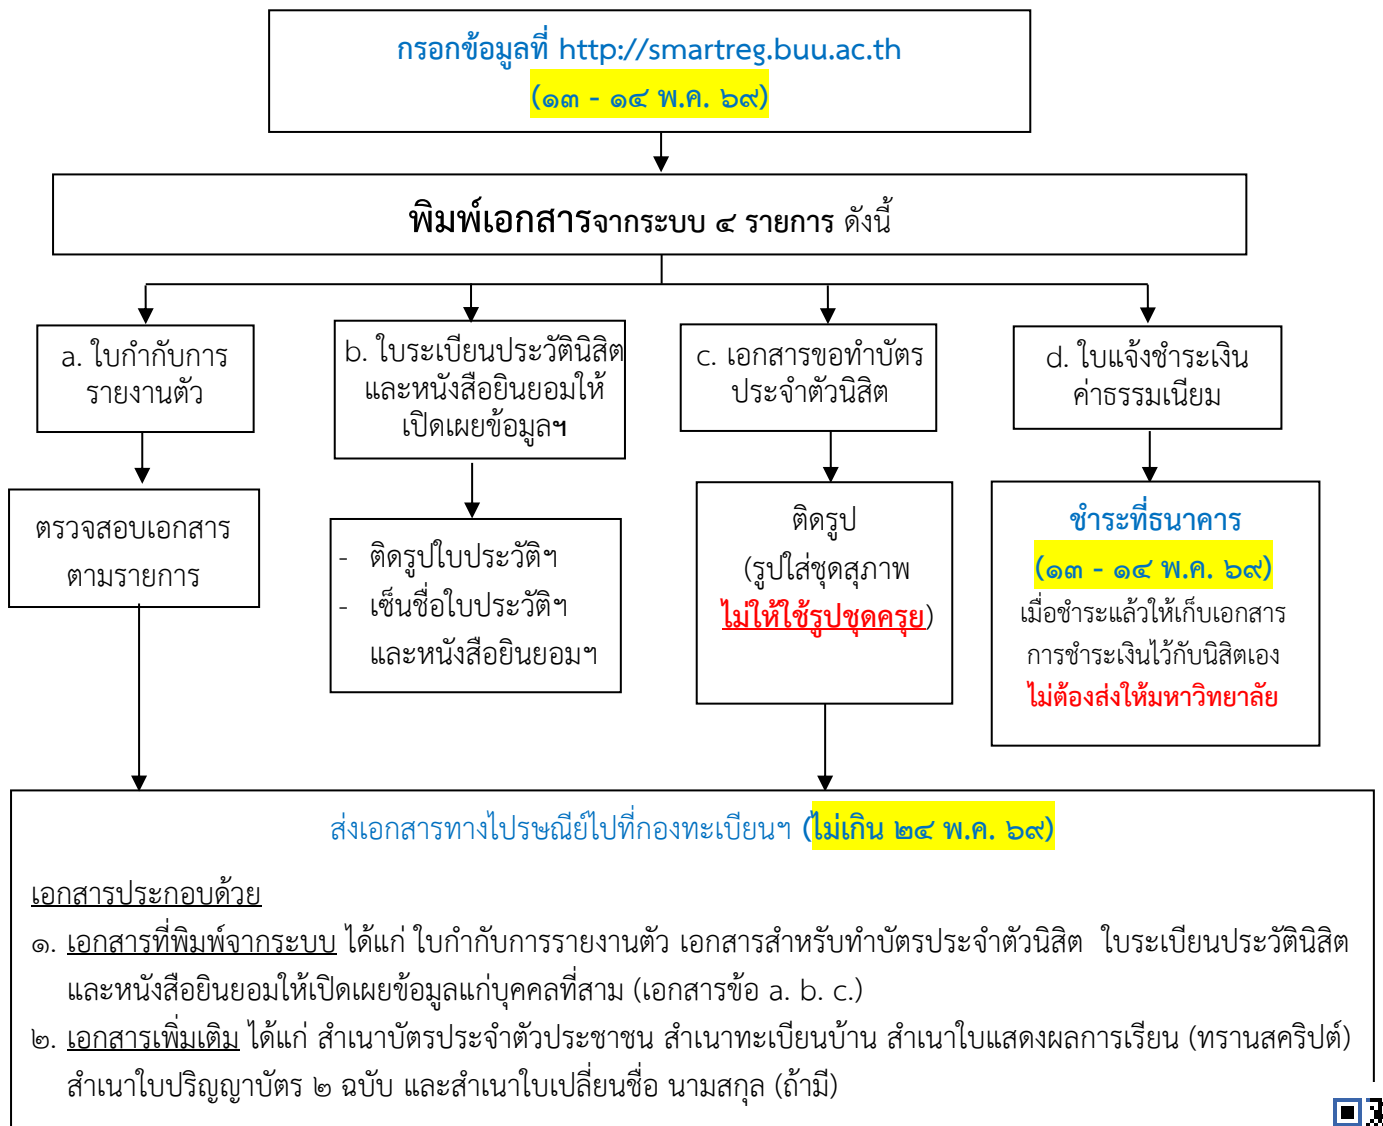 กรอกข้อมูลที่ http://smartreg.buu.ac.th
(๑๓ - ๑๔ พ.ค. ๖๙)
พิมพ์เอกสารจากระบบ ๔ รายการ ดังนี้
a. ใบกำกับการ
รายงานตัว
b. ใบระเบียนประวัตินิสิต
และหนังสือยินยอมให้
เปิดเผยข้อมูลฯ
c. เอกสารขอทำบัตร
ประจำตัวนิสิต
d. ใบแจ้งชำระเงิน
ค่าธรรมเนียม
ตรวจสอบเอกสาร
ตามรายการ
- ติดรูปใบประวัติฯ
- เซ็นชื่อใบประวัติฯ
และหนังสือยินยอมฯ
ติดรูป
(รูปใส่ชุดสุภาพ
ไม่ให้ใช้รูปชุดครุย)
ชำระที่ธนาคาร
(๑๓ - ๑๔ พ.ค. ๖๙)
เมื่อชำระแล้วให้เก็บเอกสาร
การชำระเงินไว้กับนิสิตเอง
ไม่ต้องส่งให้มหาวิทยาลัย
ส่งเอกสารทางไปรษณีย์ไปที่กองทะเบียนฯ (ไม่เกิน ๒๔ พ.ค. ๖๙)
เอกสารประกอบด้วย
๑. เอกสารที่พิมพ์จากระบบ ได้แก่ ใบกำกับการรายงานตัว เอกสารสำหรับทำบัตรประจำตัวนิสิต ใบระเบียนประวัตินิสิต
และหนังสือยินยอมให้เปิดเผยข้อมูลแก่บุคคลที่สาม (เอกสารข้อ a. b. c.)
๒. เอกสารเพิ่มเติม ได้แก่ สำเนาบัตรประจำตัวประชาชน สำเนาทะเบียนบ้าน สำเนาใบแสดงผลการเรียน (ทรานสคริปต์)
สำเนาใบปริญญาบัตร ๒ ฉบับ และสำเนาใบเปลี่ยนชื่อ นามสกุล (ถ้ามี)